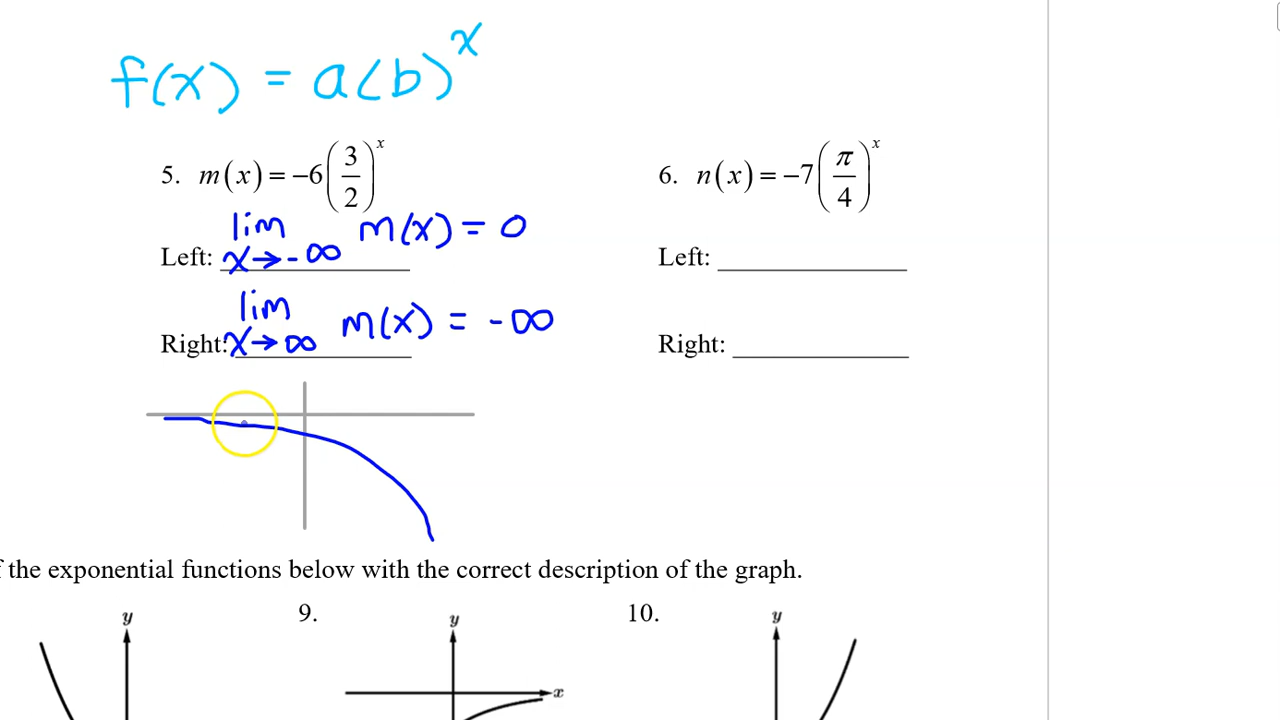 f(x) = a(b)^x
5. m(x) = −6(3/2)^x
lim x→-∞ m(x) = 0
Left:
lim x→∞ m(x) = -∞
Right:
6. n(x) = −7(π/4)^x
Left:
Right:
the exponential functions below with the correct description of the graph.
9.
10.
y
y
x
y